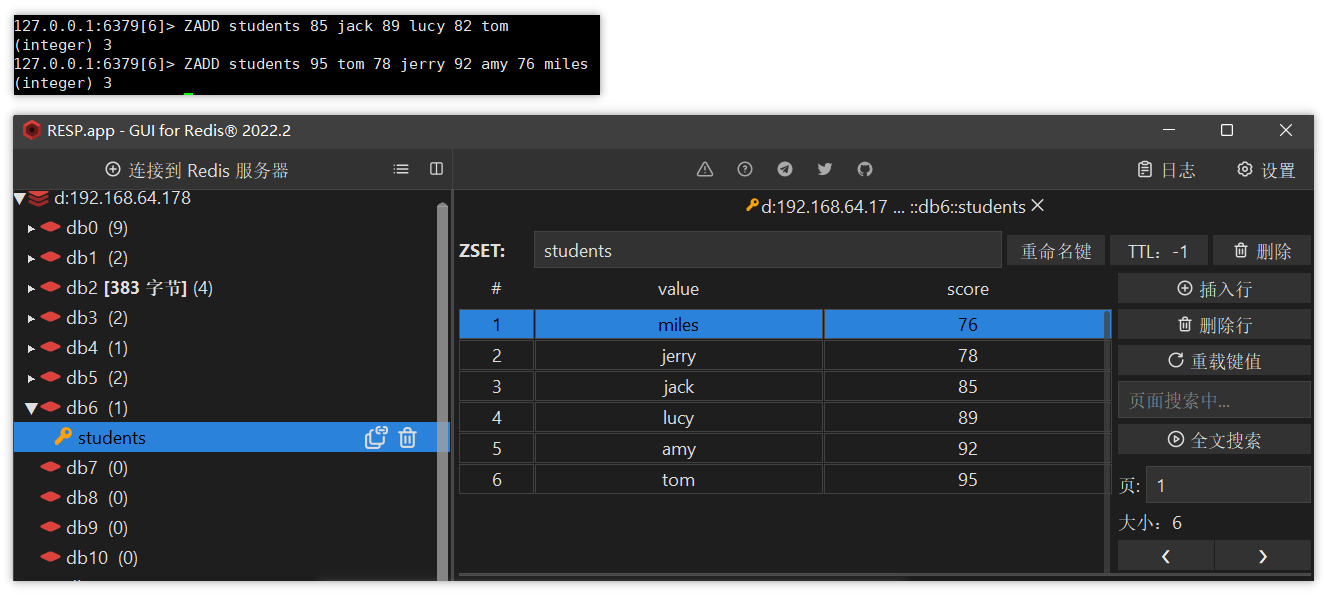 127.0.0.1:6379[6]> ZADD students 85 jack 89 lucy 82 tom
(integer) 3
127.0.0.1:6379[6]> ZADD students 95 tom 78 jerry 92 amy 76 miles
(integer) 3
RESP.app - GUI for Redis® 2022.2
连接到 Redis 服务器
日志
设置
d:192.168.64.178
db0 (9)
db1 (2)
db2 [383 字节] (4)
db3 (2)
db4 (1)
db5 (2)
db6 (1)
students
db7 (0)
db8 (0)
db9 (0)
db10 (0)
d:192.168.64.17 ... ::db6::students
ZSET: students 重命名键 TTL: -1 删除
# value score
1 miles 76
2 jerry 78
3 jack 85
4 lucy 89
5 amy 92
6 tom 95
插入行
删除行
重载键值
页面搜索中...
全文搜索
页: 1
大小: 6